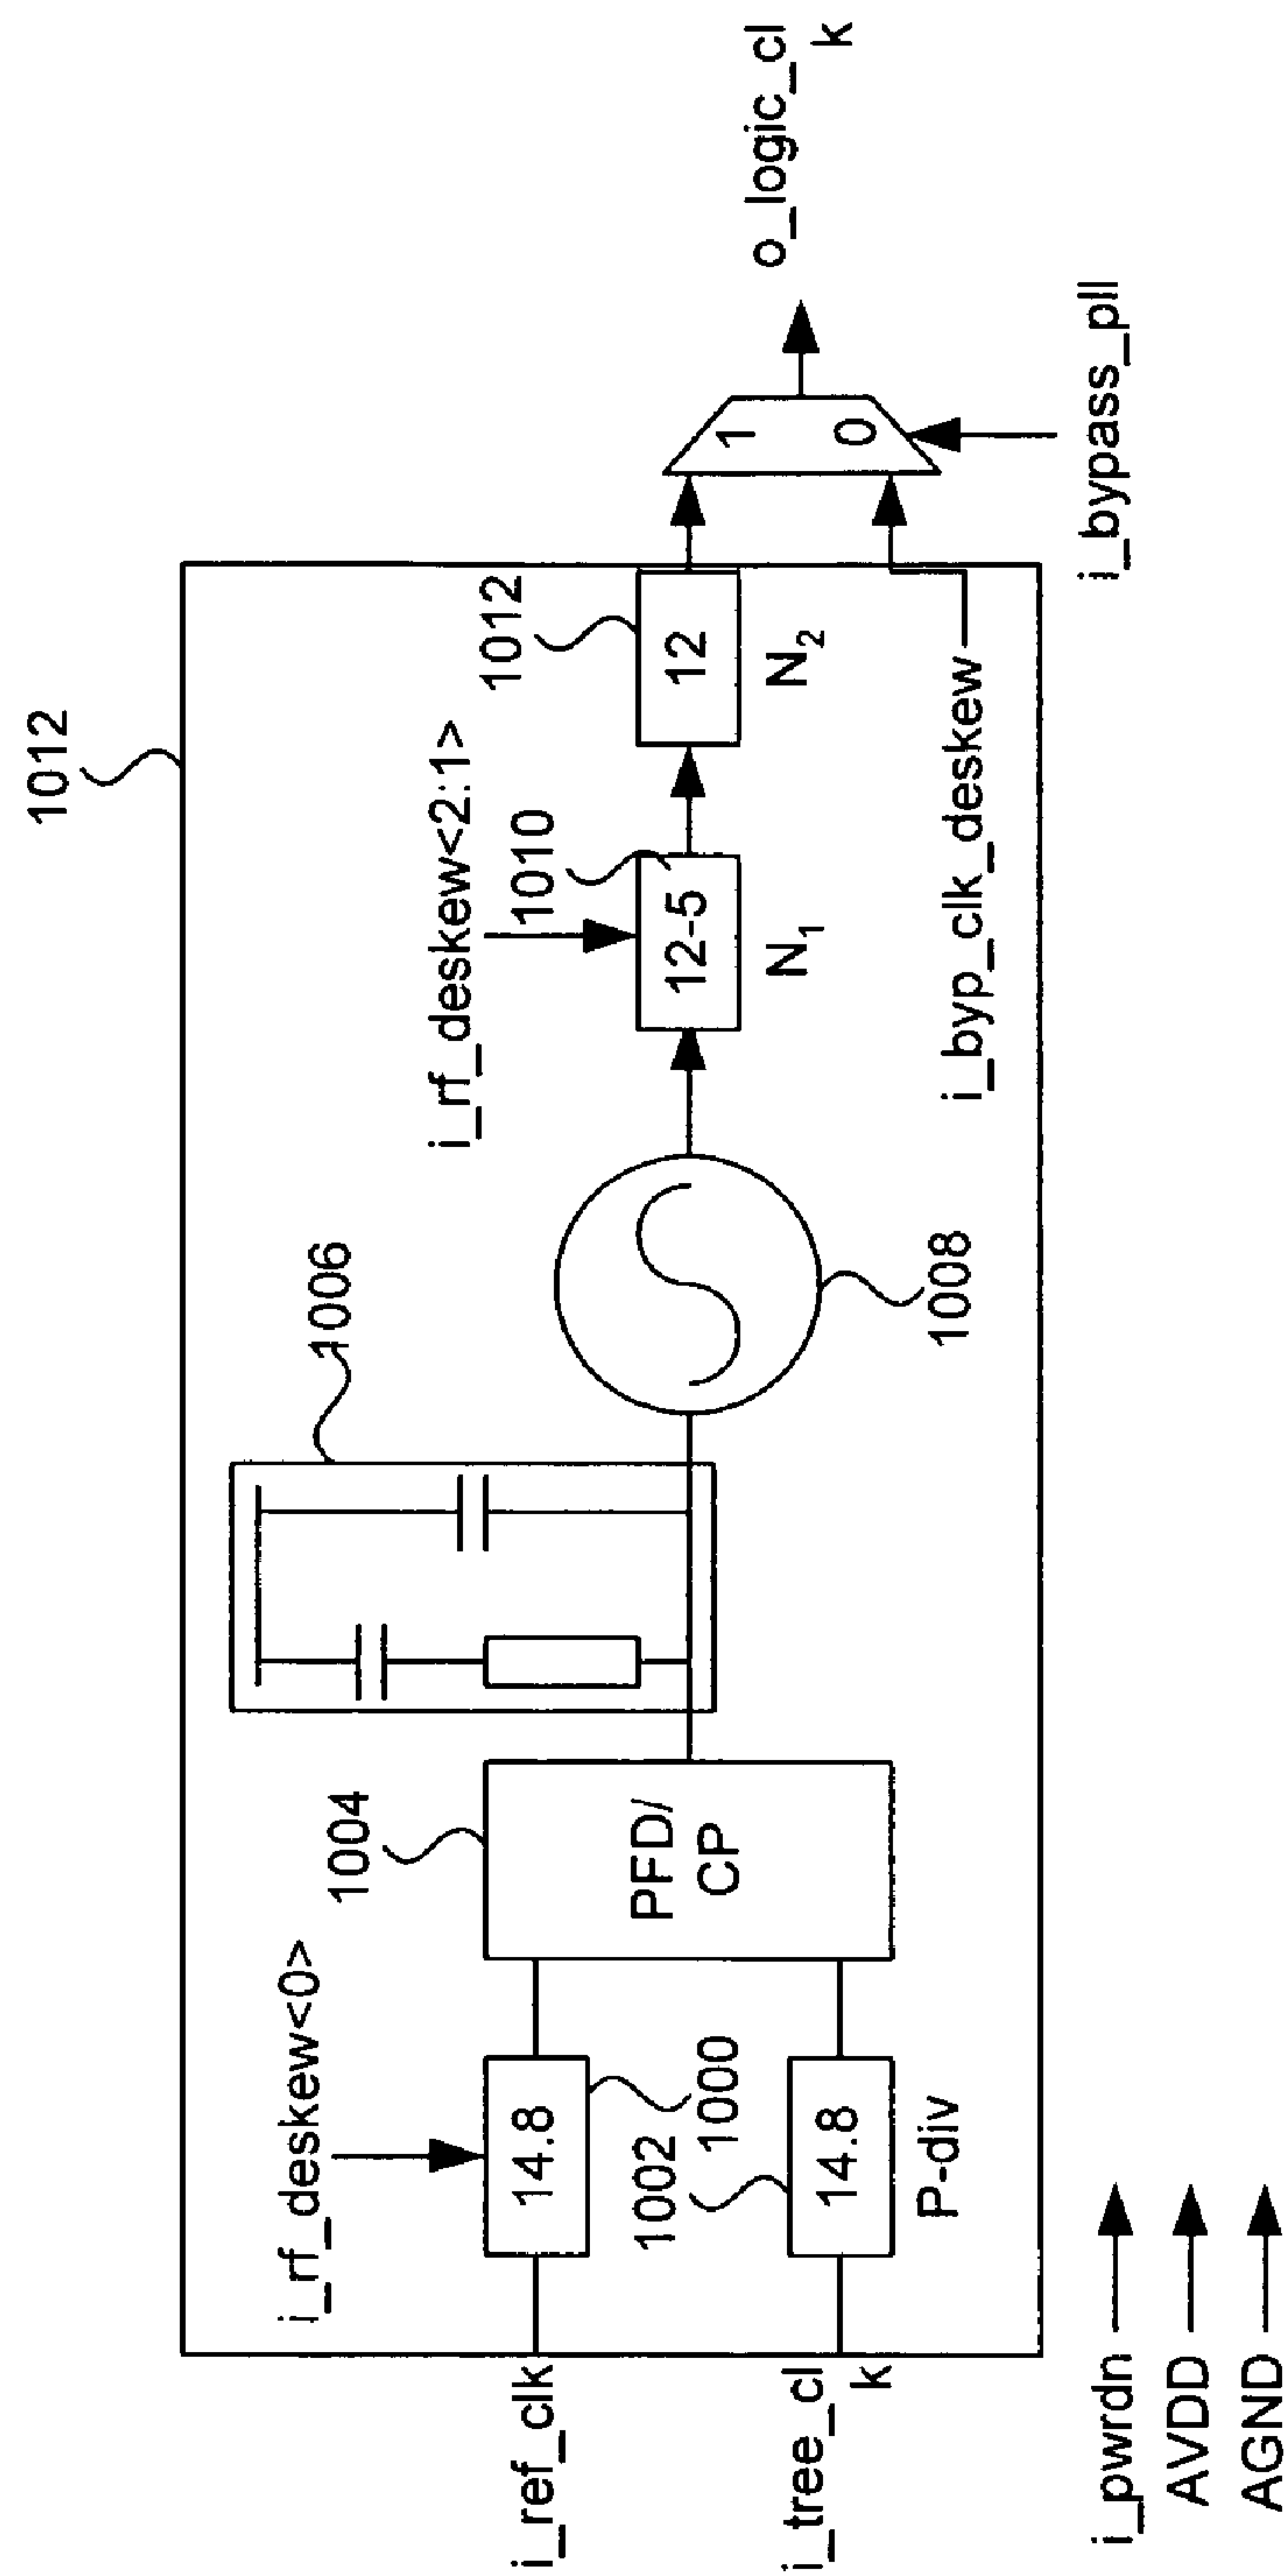 1012
i_rf_deskew<0>
1004
1006
i_rf_deskew<2:1>
1010
1012
i_ref_clk
14.8
1000
PFD/
CP
12-5
N1
12
N2
1
0
o_logic_cl
k
i_tree_cl
k
1002
14.8
P-div
1008
i_byp_clk_deskew
i_bypass_pll
i_pwrdn
AVDD
AGND